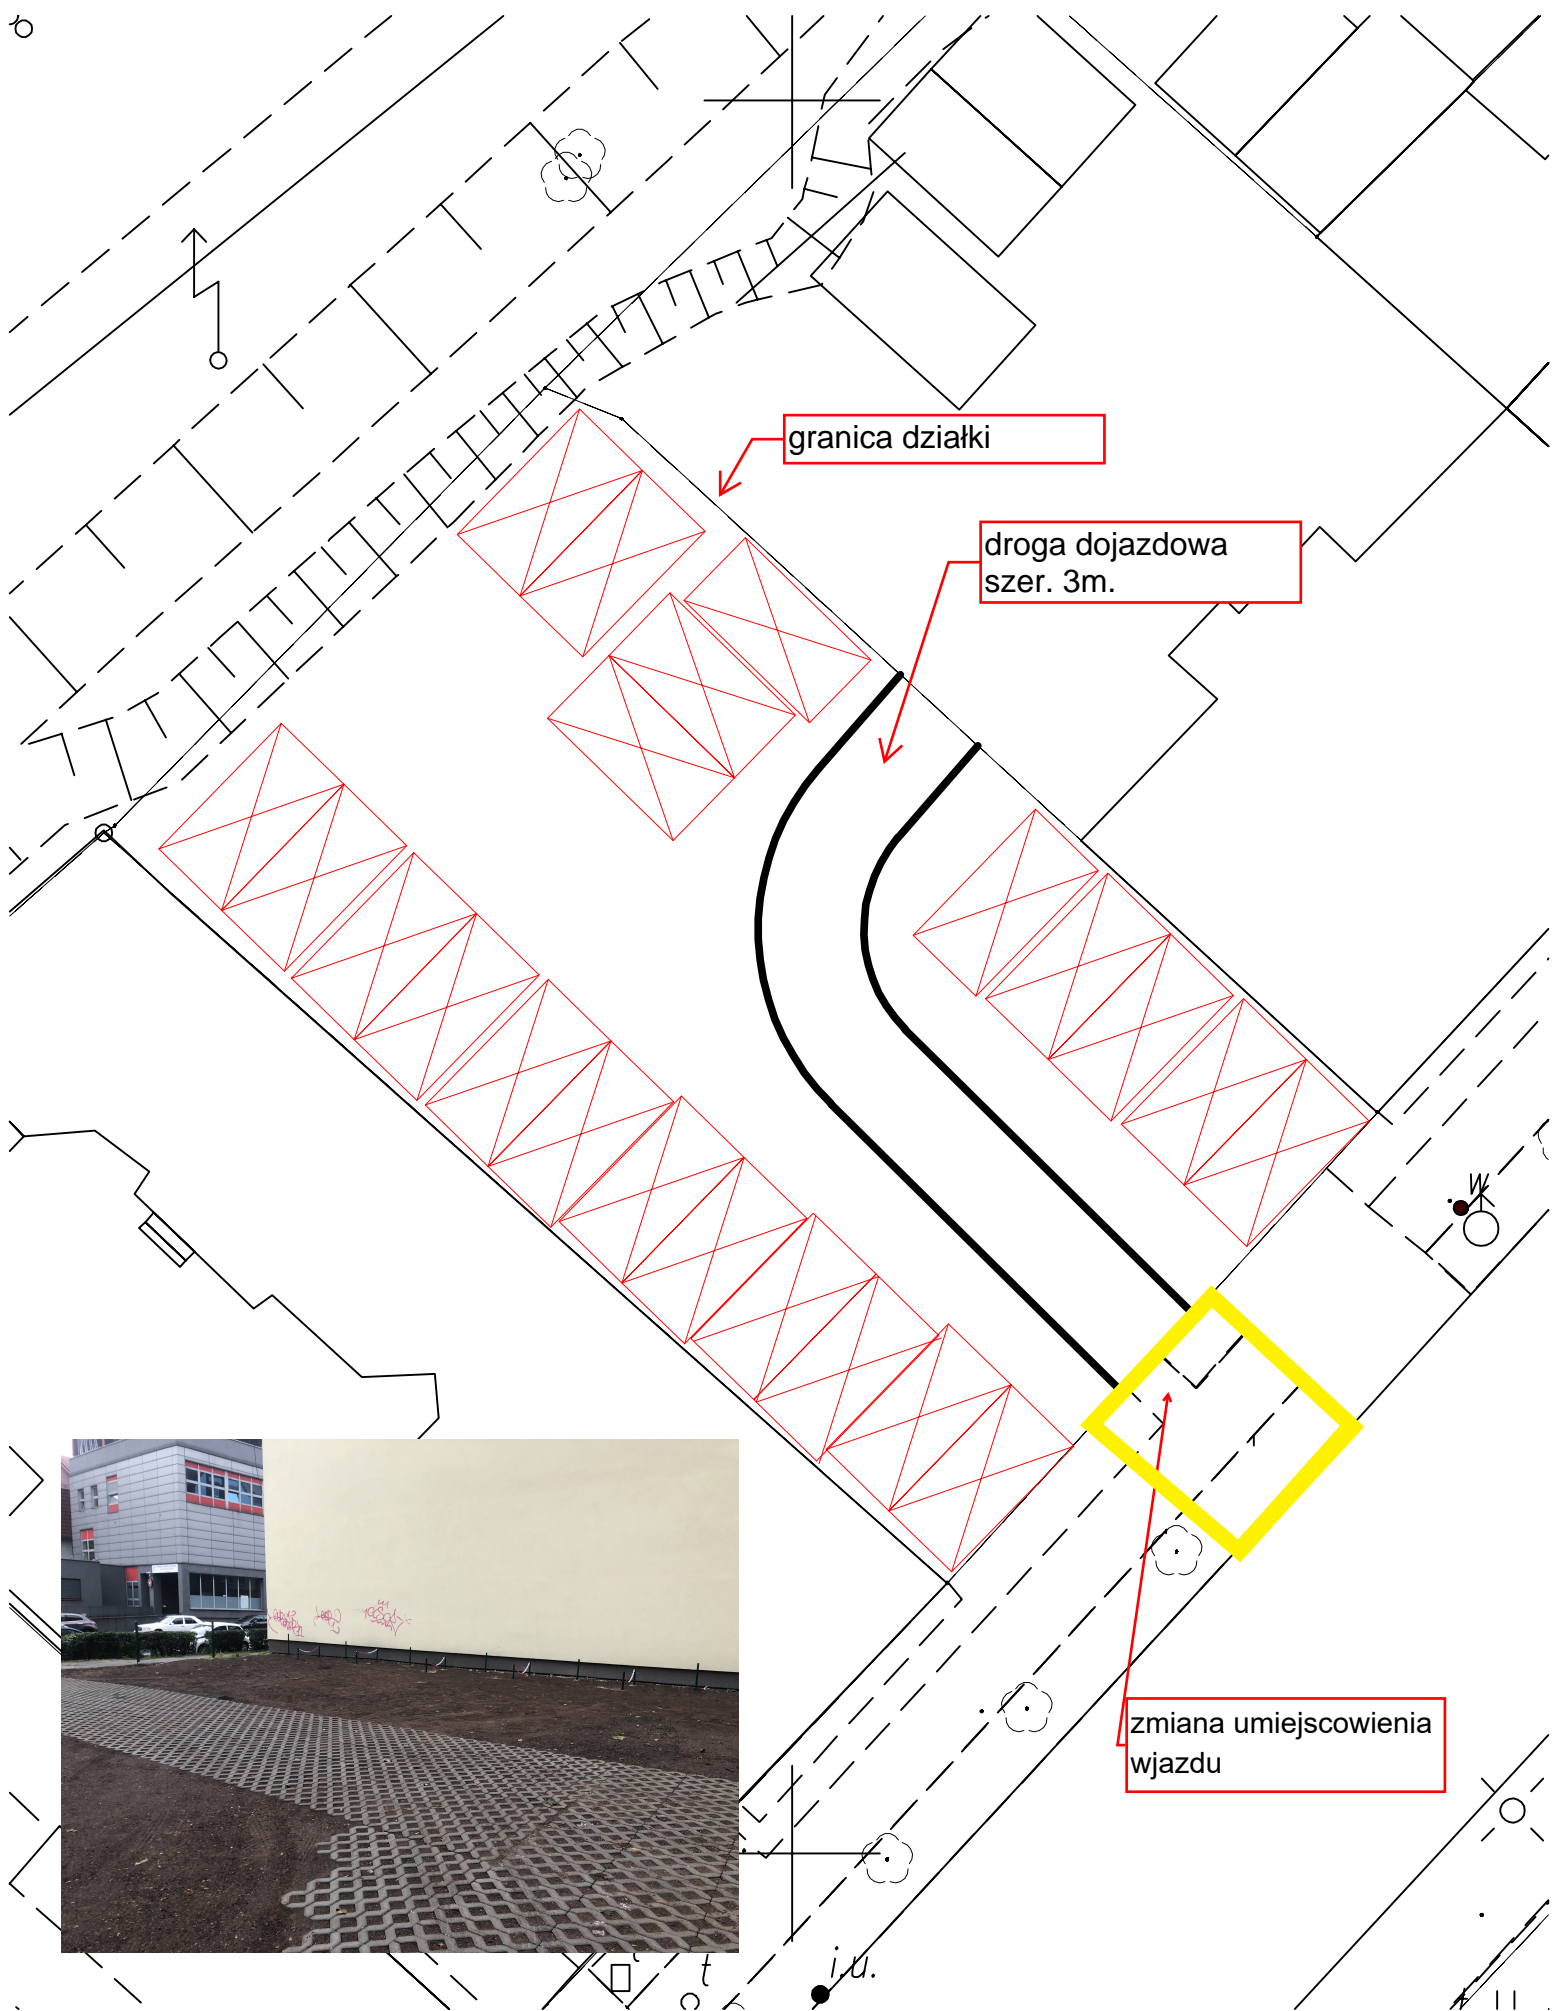 granica działki
droga dojazdowa
szer. 3m.
w
zmiana umiejscowienia
wjazdu
t
i.u.